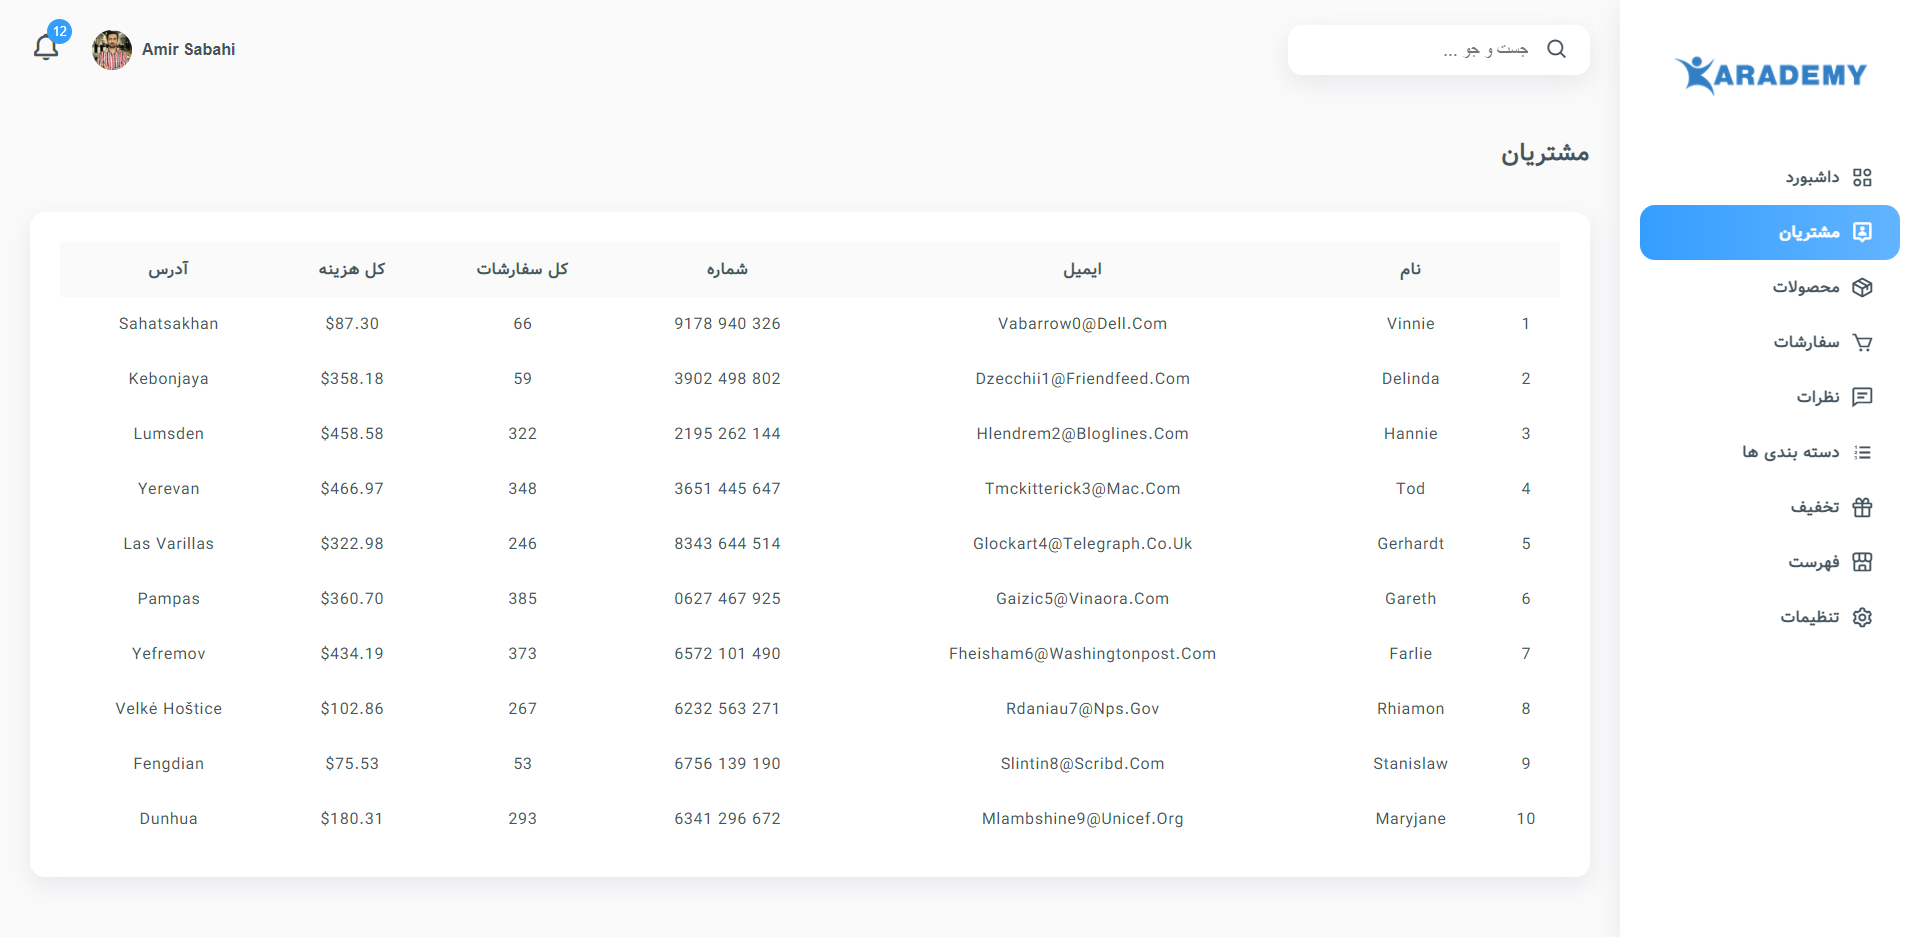 ARADEMY
داشبورد
مشتریان
محصولات
سفارشات
نظرات
دسته بندی ها
تخفیف
فهرست
تنظیمات
جست و جو ...
Amir Sabahi
12
مشتریان
نام ایمیل شماره کل سفارشات کل هزینه آدرس
1 Vinnie Vabarrow0@Dell.Com 9178 940 326 66 $87.30 Sahatsakhan
2 Delinda Dzecchii1@Friendfeed.Com 3902 498 802 59 $358.18 Kebonjaya
3 Hannie Hlendrem2@Bloglines.Com 2195 262 144 322 $458.58 Lumsden
4 Tod Tmckitterick3@Mac.Com 3651 445 647 348 $466.97 Yerevan
5 Gerhardt Glockart4@Telegraph.Co.Uk 8343 644 514 246 $322.98 Las Varillas
6 Gareth Gaizic5@Vinaora.Com 0627 467 925 385 $360.70 Pampas
7 Farlie Fheisham6@Washingtonpost.Com 6572 101 490 373 $434.19 Yefremov
8 Rhiamon Rdaniau7@Nps.Gov 6232 563 271 267 $102.86 Velké Hoštice
9 Stanislaw Slintin8@Scribd.Com 6756 139 190 53 $75.53 Fengdian
10 Maryjane Mlambshine9@Unicef.Org 6341 296 672 293 $180.31 Dunhua